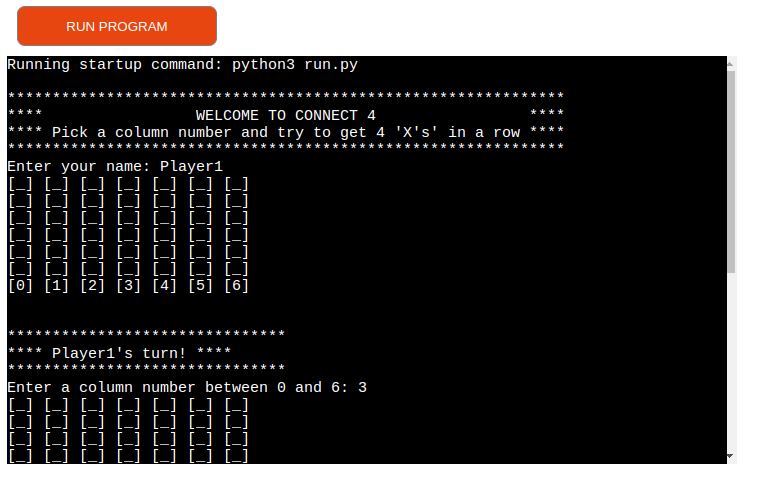 RUN PROGRAM
Running startup command: python3 run.py
**************************************************************
****                 WELCOME TO CONNECT 4                 ****
**** Pick a column number and try to get 4 'X's' in a row ****
**************************************************************
Enter your name: Player1
[_] [_] [_] [_] [_] [_] [_]
[_] [_] [_] [_] [_] [_] [_]
[_] [_] [_] [_] [_] [_] [_]
[_] [_] [_] [_] [_] [_] [_]
[_] [_] [_] [_] [_] [_] [_]
[_] [_] [_] [_] [_] [_] [_]
[0] [1] [2] [3] [4] [5] [6]
*******************************
**** Player1's turn! ****
*******************************
Enter a column number between 0 and 6: 3
[_] [_] [_] [_] [_] [_] [_]
[_] [_] [_] [_] [_] [_] [_]
[_] [_] [_] [_] [_] [_] [_]
[_] [_] [_] [_] [_] [_] [_]